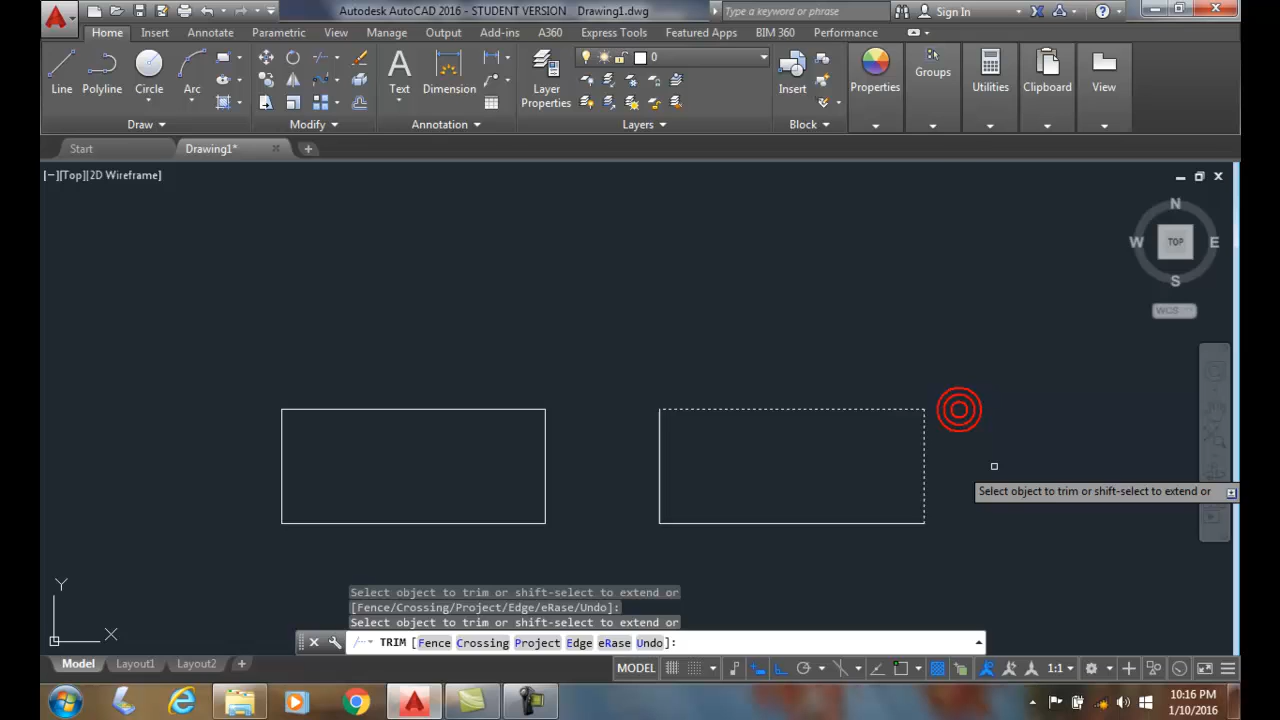 Autodesk AutoCAD 2016 - STUDENT VERSION Drawing1.dwg
Type a keyword or phrase
Sign In
Home Insert Annotate Parametric View Manage Output Add-ins A360 Express Tools Featured Apps BIM 360 Performance
0
Line Polyline Circle Arc Text Dimension Layer Properties Insert Properties Groups Utilities Clipboard View
Draw Modify Annotation Layers Block
Start Drawing1*
[−][Top][2D Wireframe]
N
W TOP E
S
WCS
Select object to trim or shift-select to extend or
Y
X
Select object to trim or shift-select to extend or
[Fence/Crossing/Project/Edge/eRase/Undo]:
Select object to trim or shift-select to extend or
TRIM [Fence Crossing Project Edge eRase Undo]:
Model Layout1 Layout2
MODEL 1:1
10:16 PM
1/10/2016